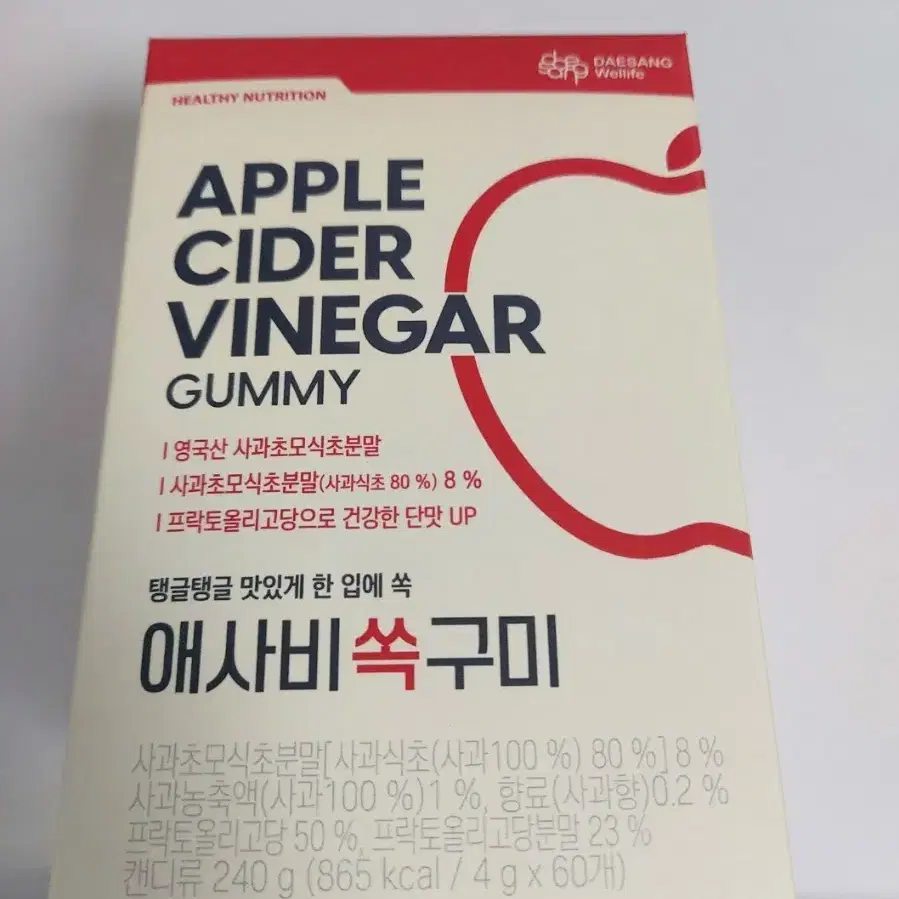 DAESANG
Wellife
HEALTHY NUTRITION
APPLE
CIDER
VINEGAR
GUMMY
I 영국산 사과초모식초분말
I 사과초모식초분말(사과식초 80 %) 8 %
I 프락토올리고당으로 건강한 단맛 UP
탱글탱글 맛있게 한 입에 쏙
애사비쏙구미
사과초모식초분말[사과식초(사과100 %) 80 %] 8 %
사과농축액(사과100 %)1 %, 향료(사과향)0.2 %
프락토올리고당 50 %, 프락토올리고당분말 23 %
캔디류 240 g (865 kcal / 4 g x 60개)